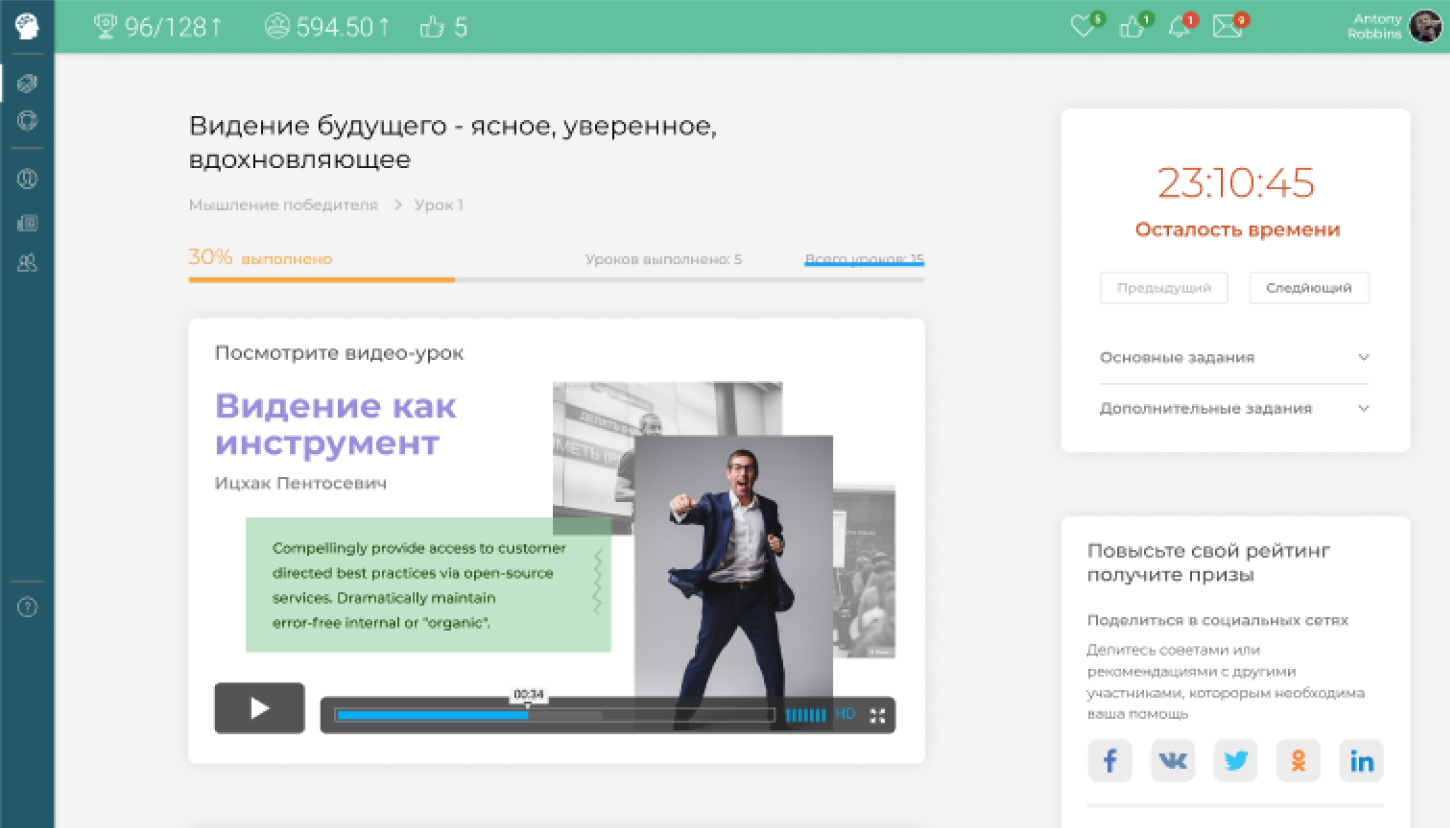 96/128↑
594.50↑
5
5
1
1
9
Antony
Robbins
Видение будущего - ясное, уверенное,
вдохновляющее
Мышление победителя > Урок 1
30% выполнено
Уроков выполнено: 5
Всего уроков: 15
Посмотрите видео-урок
Видение как
инструмент
Ицхак Пентосевич
ДЕЛАТЬ
ИМЕТЬ
Compellingly provide access to customer
directed best practices via open-source
services. Dramatically maintain
error-free internal or "organic".
00:34
HD
23:10:45
Осталость времени
Предыдущий
Следйющий
Основные задания
Дополнительные задания
Повысьте свой рейтинг
получите призы
Поделиться в социальных сетях
Делитесь советами или
рекомендациями с другими
участниками, которорым необходима
ваша помощь